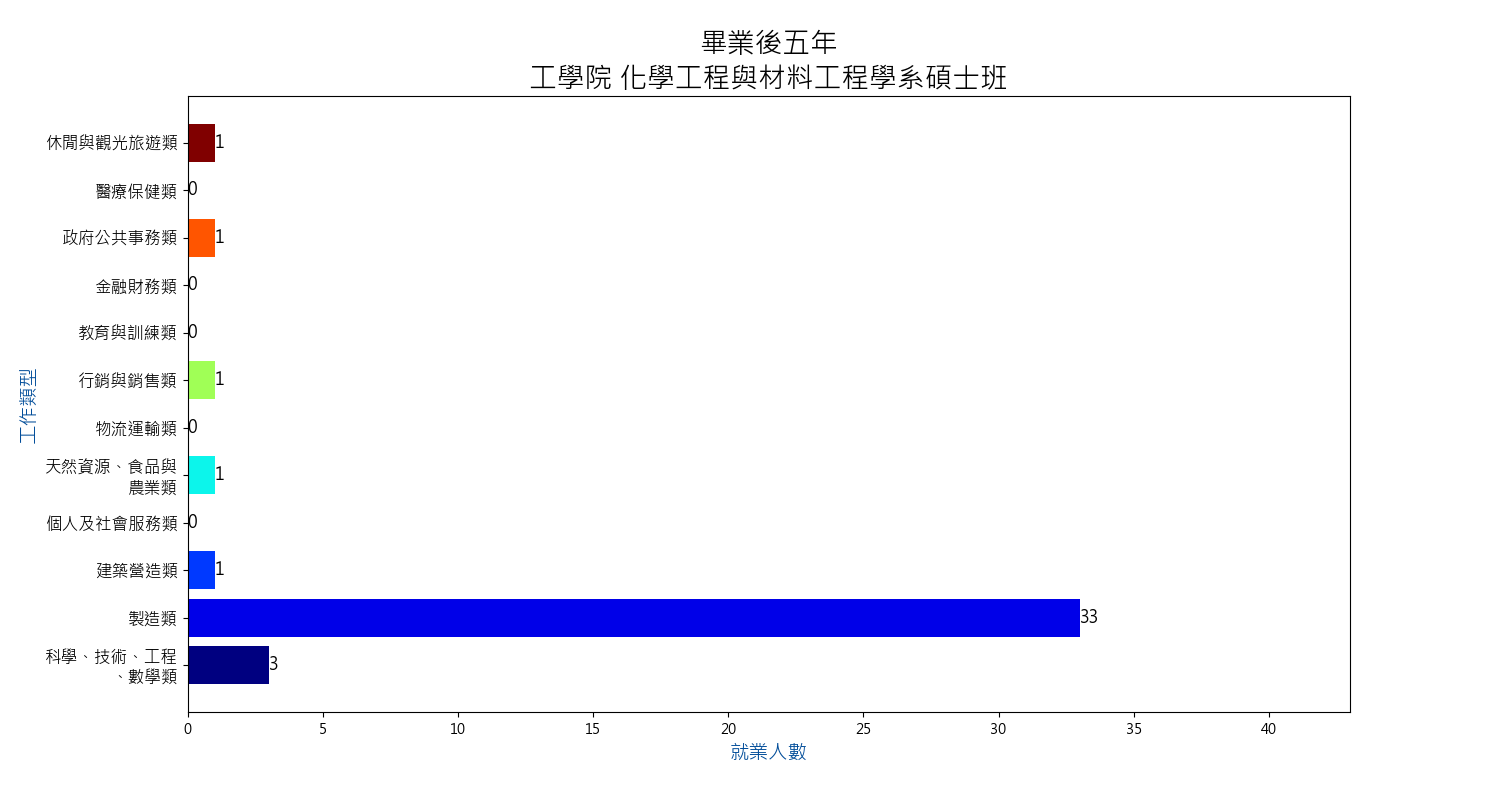 畢業後五年
工學院 化學工程與材料工程學系碩士班
工作類型
休閒與觀光旅遊類
1
醫療保健類
0
政府公共事務類
1
金融財務類
0
教育與訓練類
0
行銷與銷售類
1
物流運輸類
0
天然資源、食品與
農業類
1
個人及社會服務類
0
建築營造類
1
製造類
33
科學、技術、工程
、數學類
3
0 5 10 15 20 25 30 35 40
就業人數